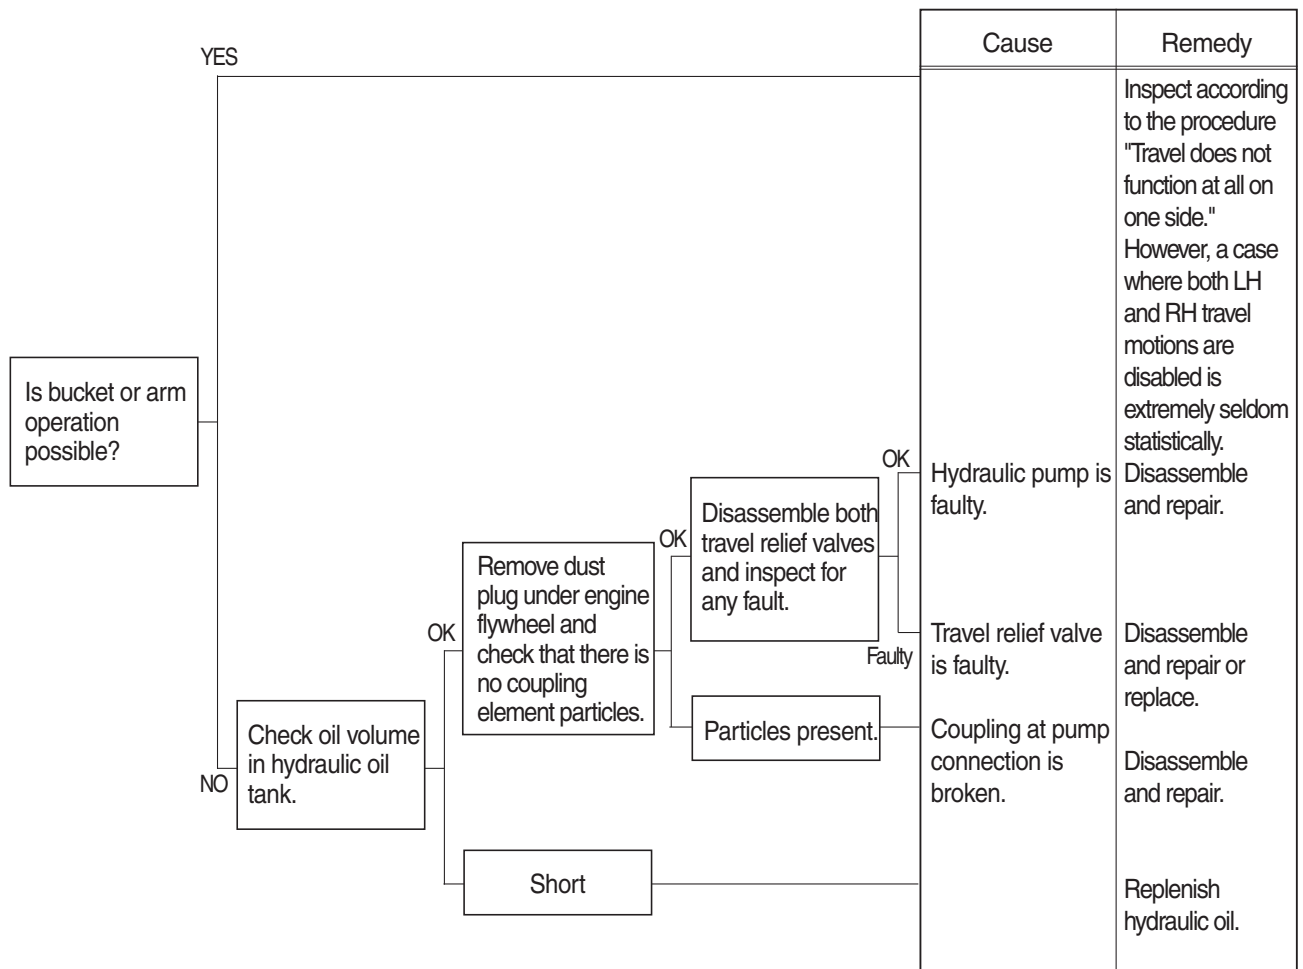 Cause
Remedy
YES
Inspect according
to the procedure
"Travel does not
function at all on
one side."
However, a case
where both LH
and RH travel
motions are
disabled is
extremely seldom
statistically.
Is bucket or arm
operation
possible?
NO
Check oil volume
in hydraulic oil
tank.
OK
Remove dust
plug under engine
flywheel and
check that there is
no coupling
element particles.
OK
Disassemble both
travel relief valves
and inspect for
any fault.
OK
Hydraulic pump is
faulty.
Disassemble
and repair.
Faulty
Travel relief valve
is faulty.
Disassemble
and repair or
replace.
Particles present.
Coupling at pump
connection is
broken.
Disassemble
and repair.
Short
Replenish
hydraulic oil.